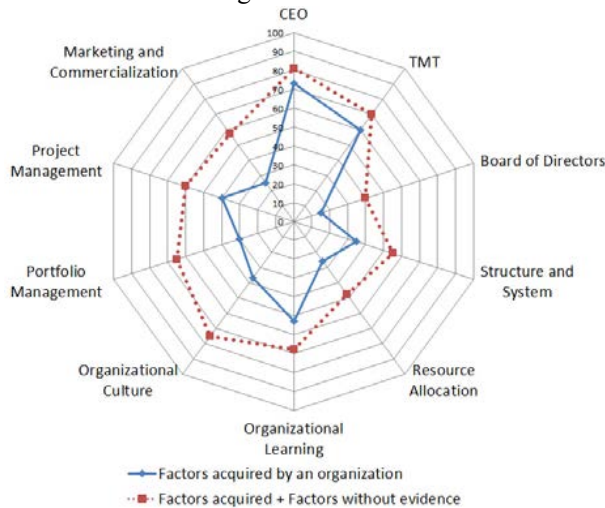 CEO
100
90
80
70
60
50
40
30
20
10
0
TMT
Board of Directors
Structure and
System
Resource
Allocation
Organizational
Learning
Organizational
Culture
Portfolio
Management
Project
Management
Marketing and
Commercialization
Factors acquired by an organization
Factors acquired + Factors without evidence